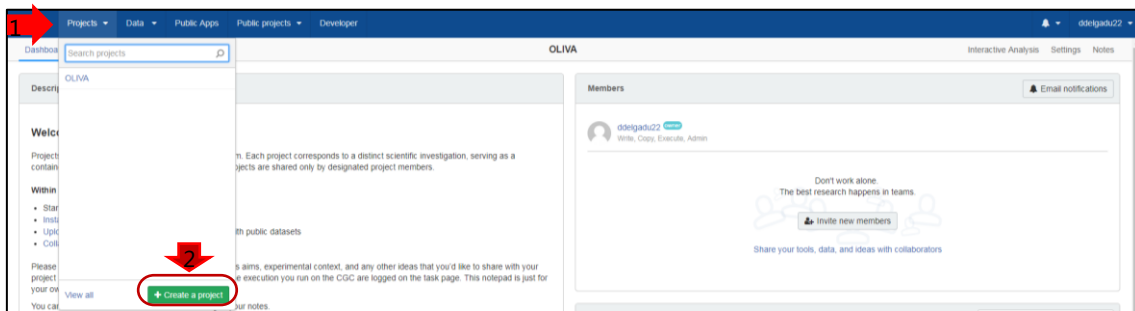 1
Projects Data Public Apps Public projects Developer ddelgadu22
Dashboa OLIVA Interactive Analysis Settings Notes
Search projects
OLIVA
Descrip
Members Email notifications
Welco
ddelgadu22
Write, Copy, Execute, Admin
Projects m. Each project corresponds to a distinct scientific investigation, serving as a
contain ojects are shared only by designated project members.
Within
Star
Insta
Uplo th public datasets
Coll
Don't work alone.
The best research happens in teams.
Invite new members
Share your tools, data, and ideas with collaborators
2
Please s aims, experimental context, and any other ideas that you'd like to share with your
project e execution you run on the CGC are logged on the task page. This notepad is just for
your ow
View all + Create a project
You can our notes.